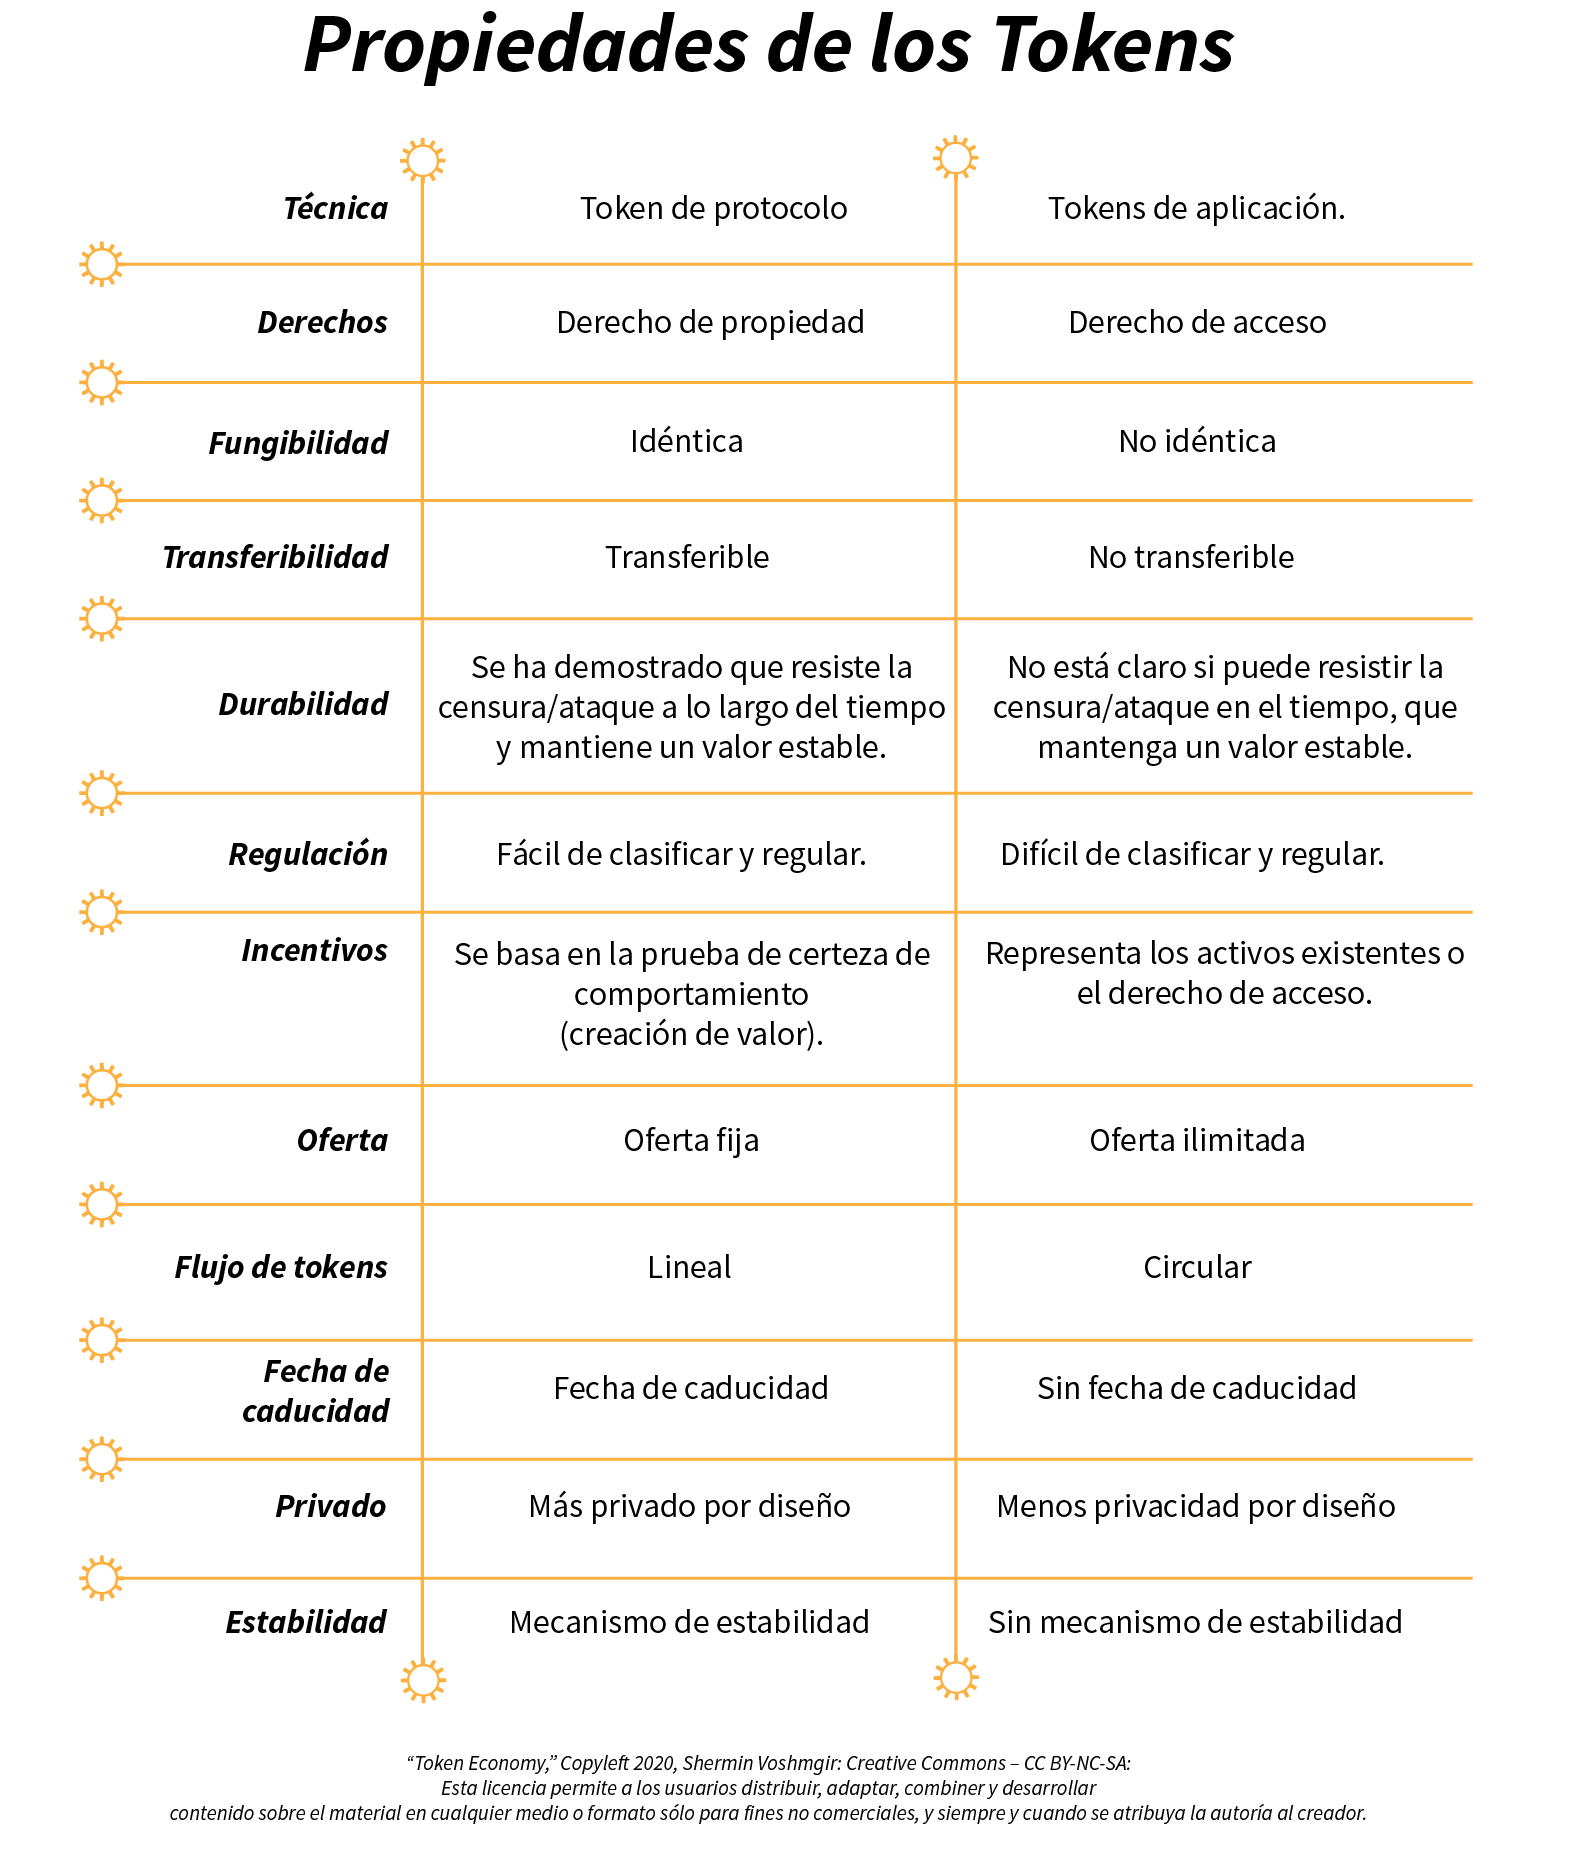 Propiedades de los Tokens
Técnica
Token de protocolo
Tokens de aplicación.
Derechos
Derecho de propiedad
Derecho de acceso
Fungibilidad
Idéntica
No idéntica
Transferibilidad
Transferible
No transferible
Durabilidad
Se ha demostrado que resiste la
censura/ataque a lo largo del tiempo
y mantiene un valor estable.
No está claro si puede resistir la
censura/ataque en el tiempo, que
mantenga un valor estable.
Regulación
Fácil de clasificar y regular.
Difícil de clasificar y regular.
Incentivos
Se basa en la prueba de certeza de
comportamiento
(creación de valor).
Representa los activos existentes o
el derecho de acceso.
Oferta
Oferta fija
Oferta ilimitada
Flujo de tokens
Lineal
Circular
Fecha de
caducidad
Fecha de caducidad
Sin fecha de caducidad
Privado
Más privado por diseño
Menos privacidad por diseño
Estabilidad
Mecanismo de estabilidad
Sin mecanismo de estabilidad
“Token Economy,” Copyleft 2020, Shermin Voshmgir: Creative Commons – CC BY-NC-SA:
Esta licencia permite a los usuarios distribuir, adaptar, combiner y desarrollar
contenido sobre el material en cualquier medio o formato sólo para fines no comerciales, y siempre y cuando se atribuya la autoría al creador.